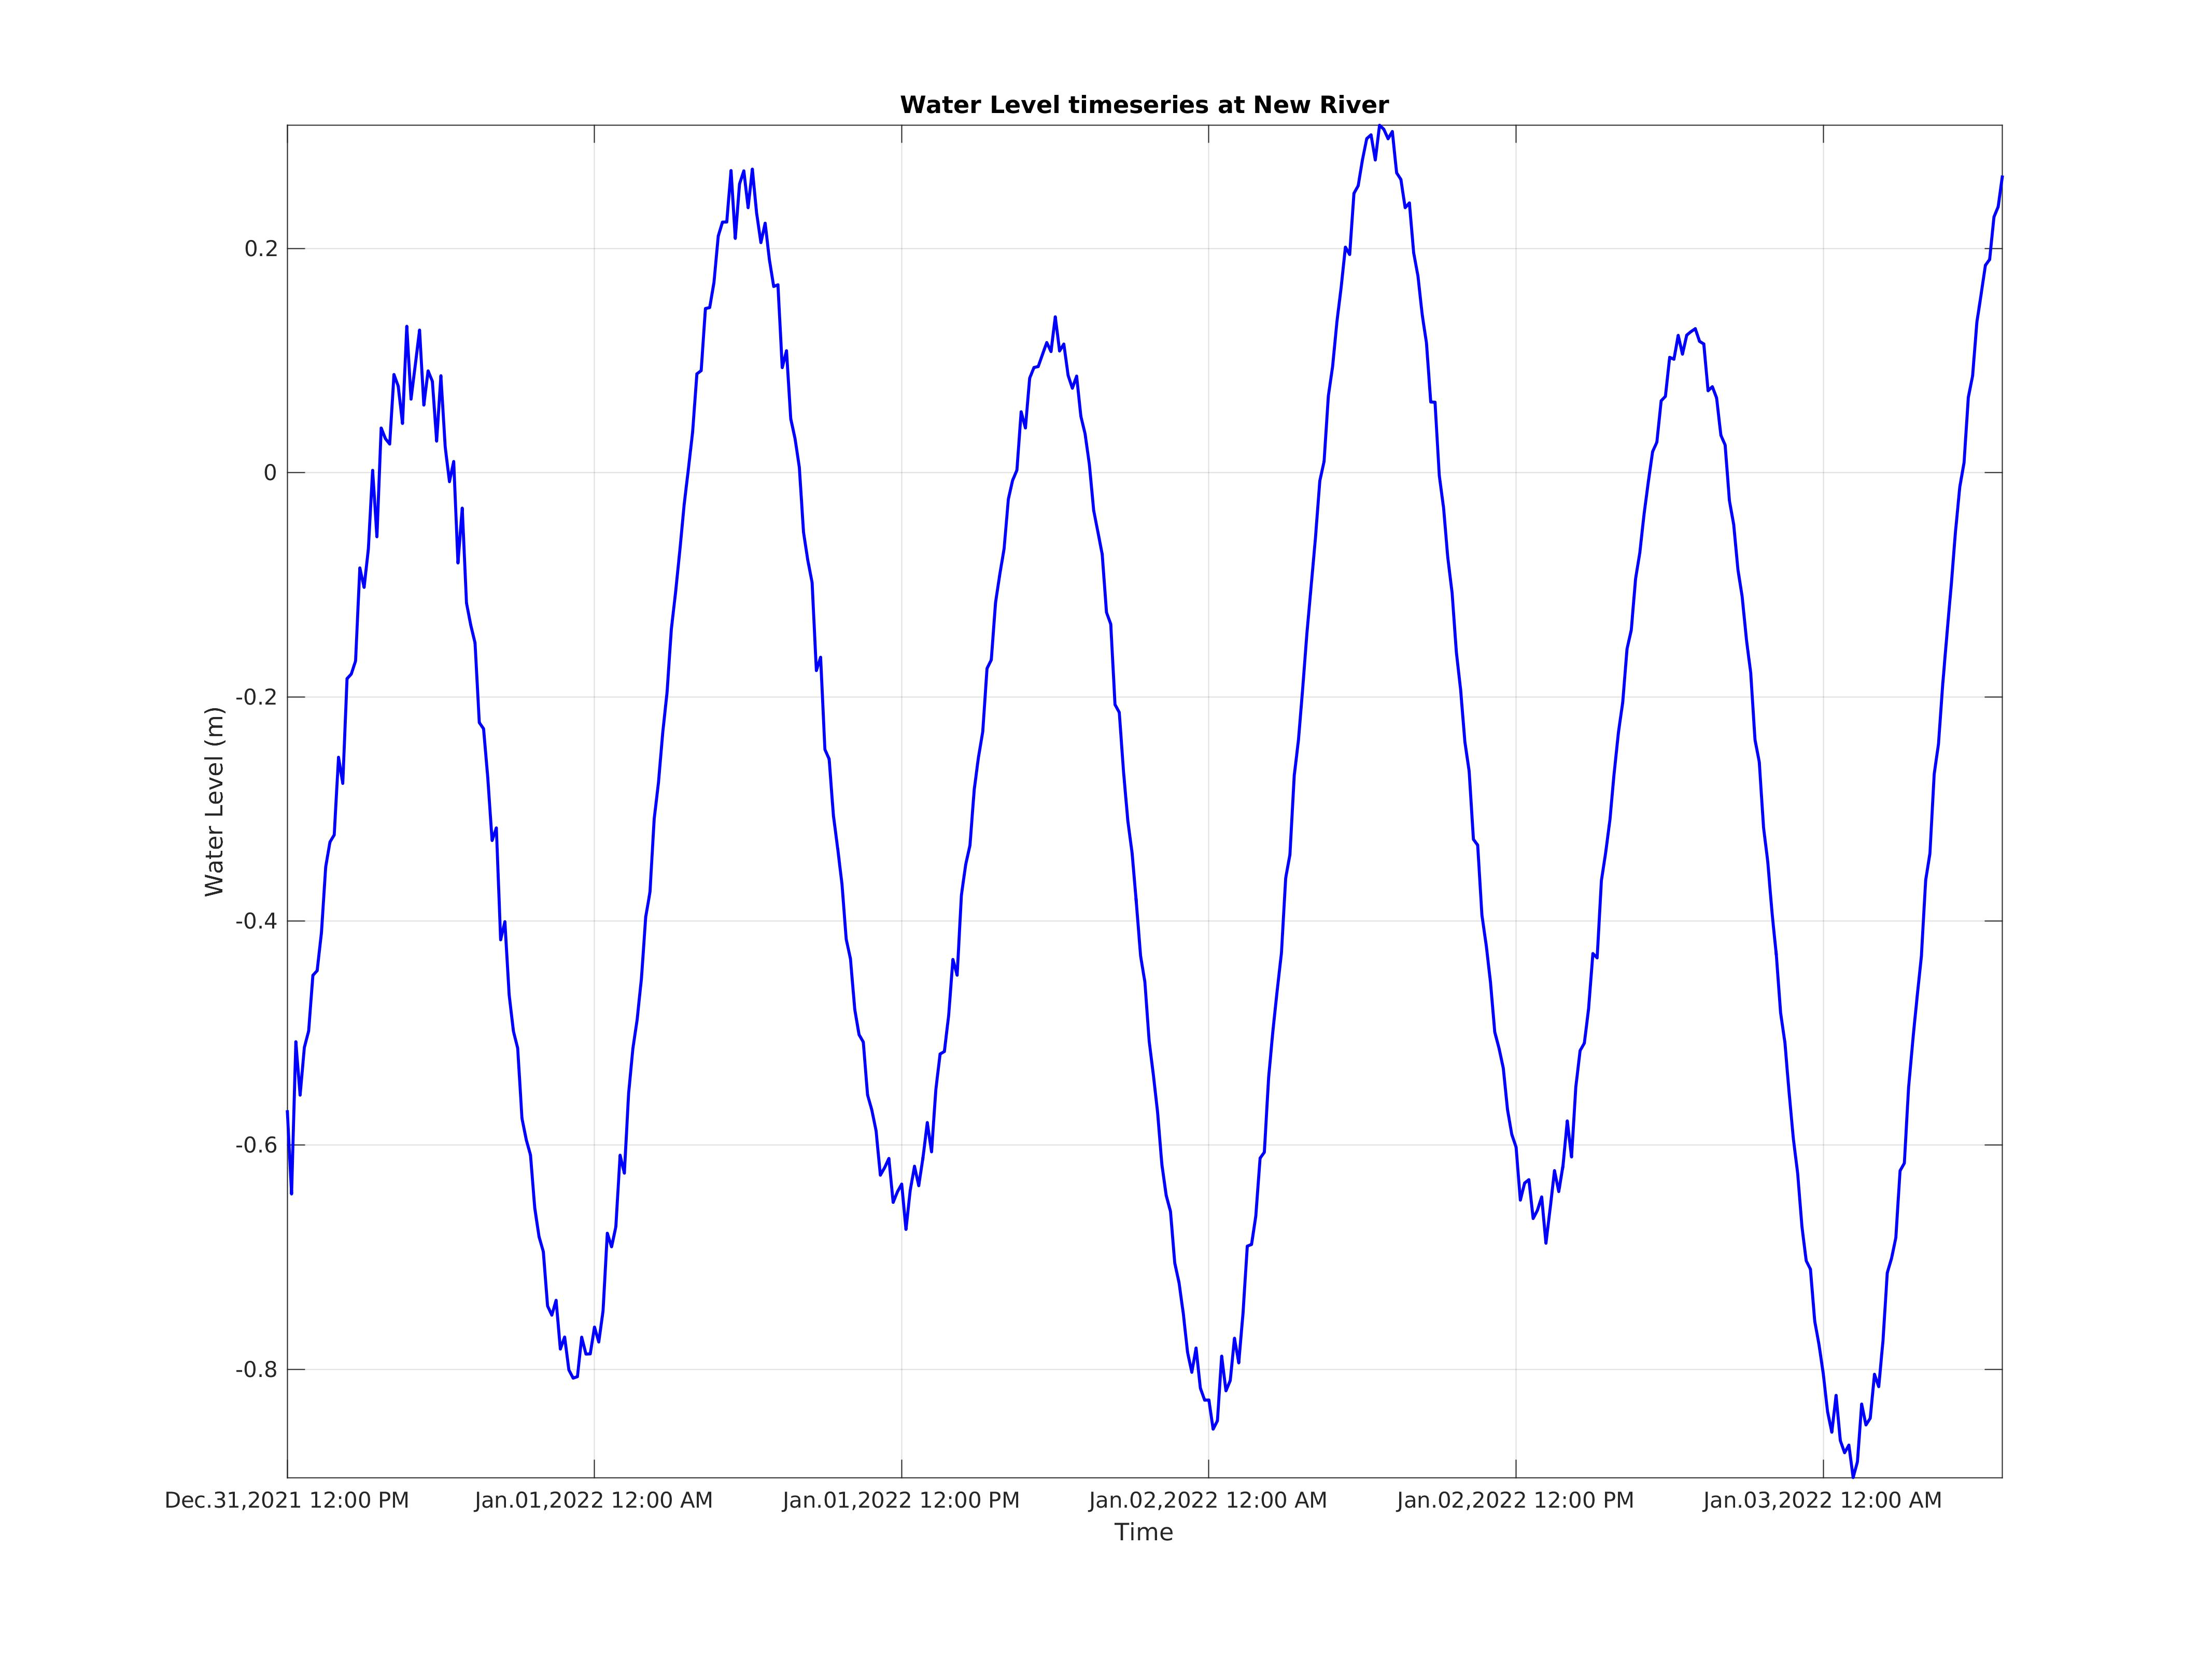 Water Level timeseries at New River
0.2
0
-0.2
-0.4
-0.6
-0.8
Water Level (m)
Dec.31,2021 12:00 PM
Jan.01,2022 12:00 AM
Jan.01,2022 12:00 PM
Jan.02,2022 12:00 AM
Jan.02,2022 12:00 PM
Jan.03,2022 12:00 AM
Time